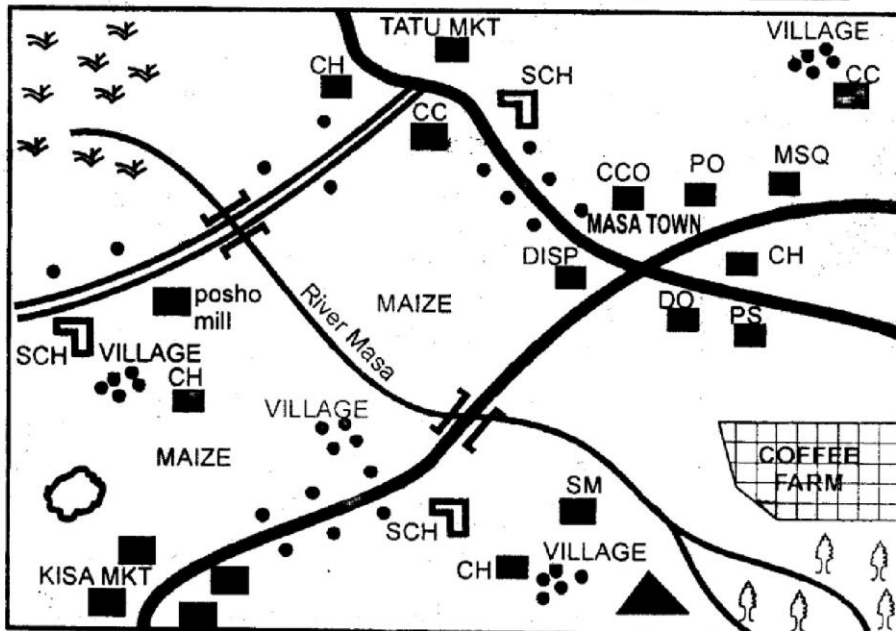 TATU MKT
VILLAGE
CH
SCH
CC
CC
CCO
PO
MSQ
MASA TOWN
DISP
CH
posho
mill
MAIZE
DO
PS
River Masa
SCH
VILLAGE
CH
VILLAGE
MAIZE
COFFEE
FARM
SM
SCH
KISA MKT
CH
VILLAGE